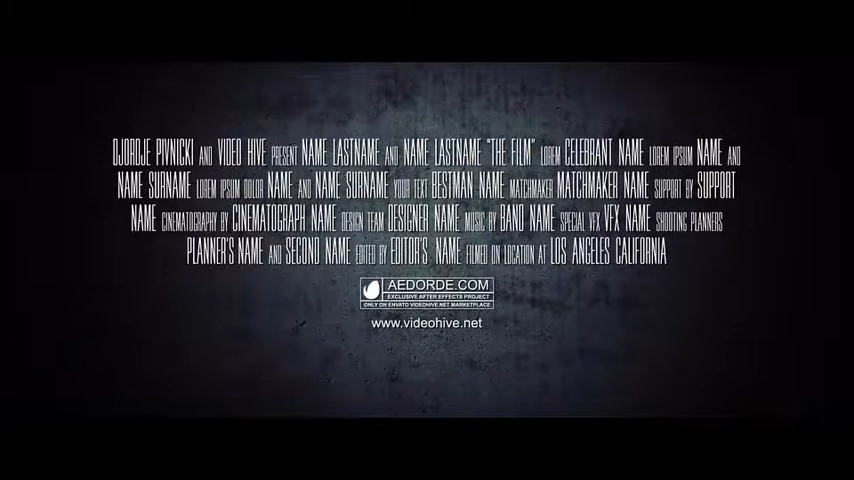 DJORDJE PIVNICKI AND VIDEO HIVE PRESENT NAME LASTNAME AND NAME LASTNAME "THE FILM" LOREM CELEBRANT NAME LOREM IPSUM NAME AND
NAME SURNAME LOREM IPSUM DOLOR NAME AND NAME SURNAME YOUR TEXT BESTMAN NAME MATCHMAKER MATCHMAKER NAME SUPPORT BY SUPPORT
NAME CINEMATOGRAPHY BY CINEMATOGRAPH NAME DESIGN TEAM DESIGNER NAME MUSIC BY BAND NAME SPECIAL VFX VFX NAME SHOOTING PLANNERS
PLANNER'S NAME AND SECOND NAME EDITED BY EDITOR'S NAME FILMED ON LOCATION AT LOS ANGELES CALIFORNIA
AEDORDE.COM
EXCLUSIVE AFTER EFFECTS PROJECT
ONLY ON ENVATO VIDEOHIVE.NET MARKETPLACE
www.videohive.net